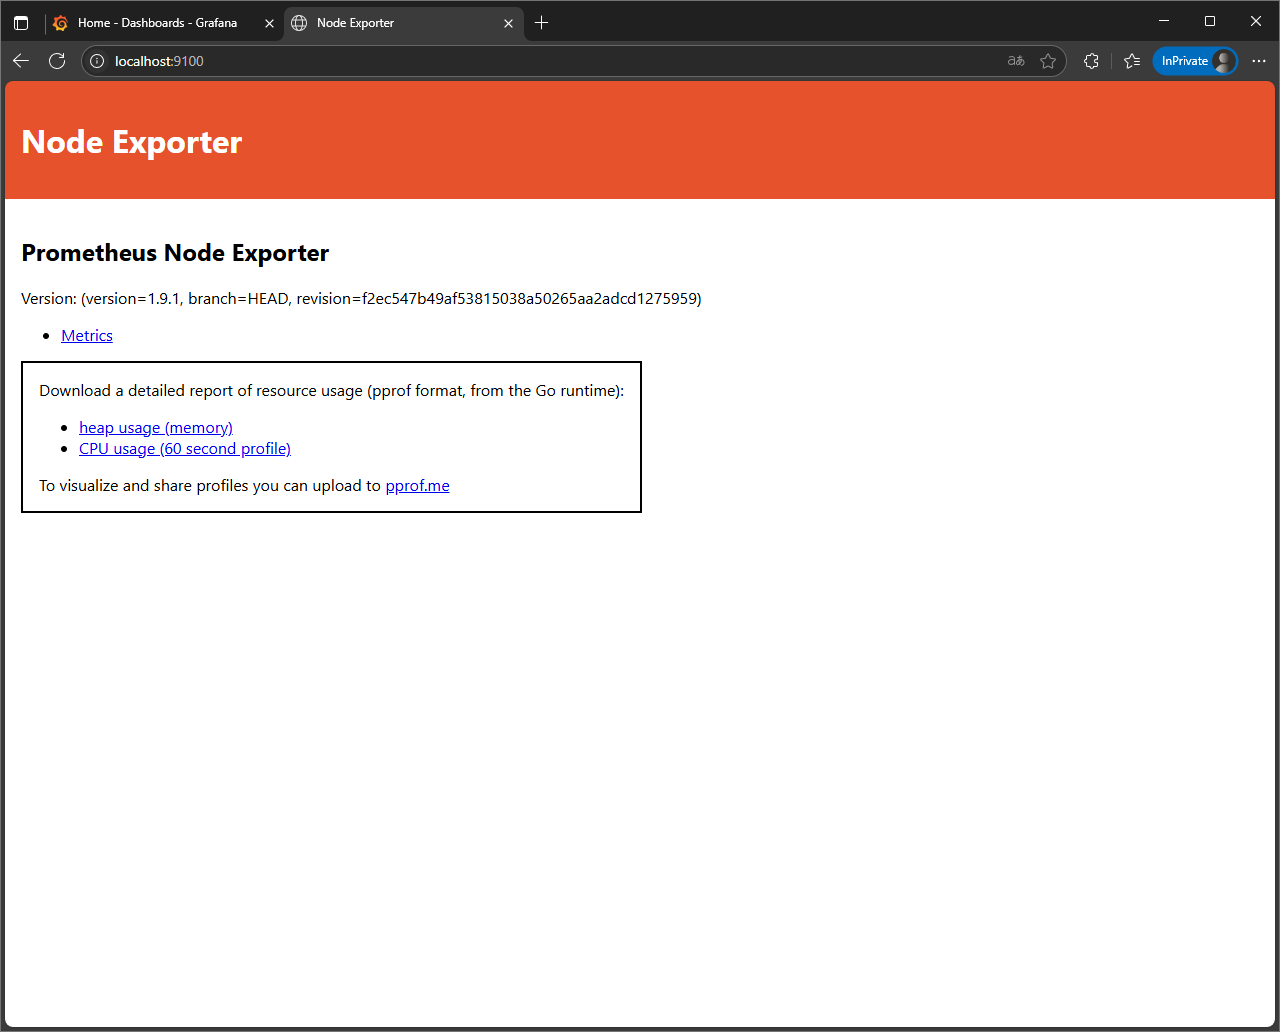 Home - Dashboards - Grafana
Node Exporter
localhost:9100
aあ
InPrivate
Node Exporter
Prometheus Node Exporter
Version: (version=1.9.1, branch=HEAD, revision=f2ec547b49af53815038a50265aa2adcd1275959)
Metrics
Download a detailed report of resource usage (pprof format, from the Go runtime):
heap usage (memory)
CPU usage (60 second profile)
To visualize and share profiles you can upload to pprof.me